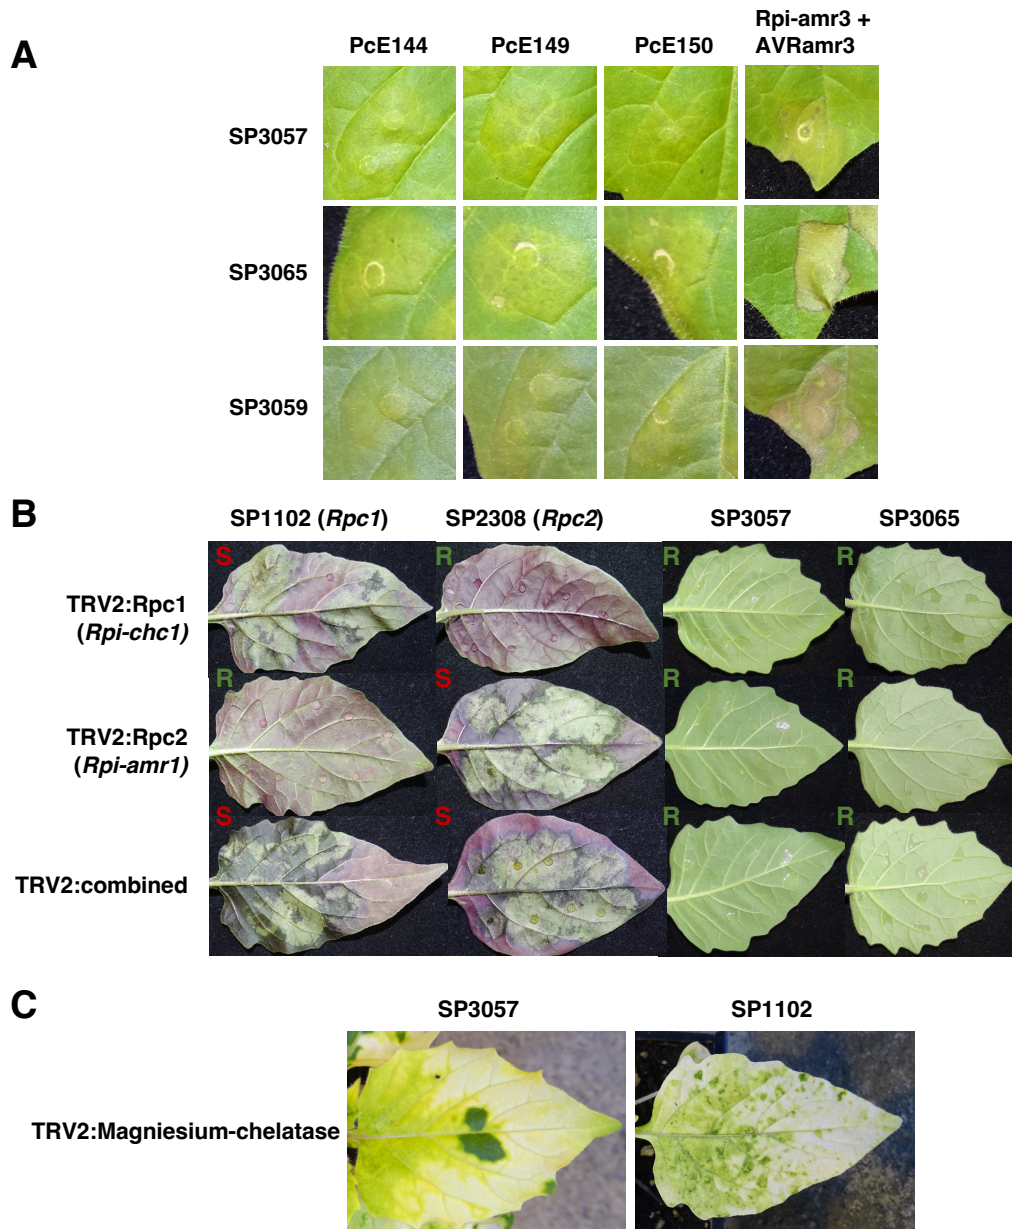 A
PcE144 PcE149 PcE150 Rpi-amr3 +
AVRamr3
SP3057
SP3065
SP3059
B
SP1102 (Rpc1) SP2308 (Rpc2) SP3057 SP3065
S R R R
TRV2:Rpc1
(Rpi-chc1)
R S R R
TRV2:Rpc2
(Rpi-amr1)
S S R R
TRV2:combined
C
SP3057 SP1102
TRV2:Magniesium-chelatase